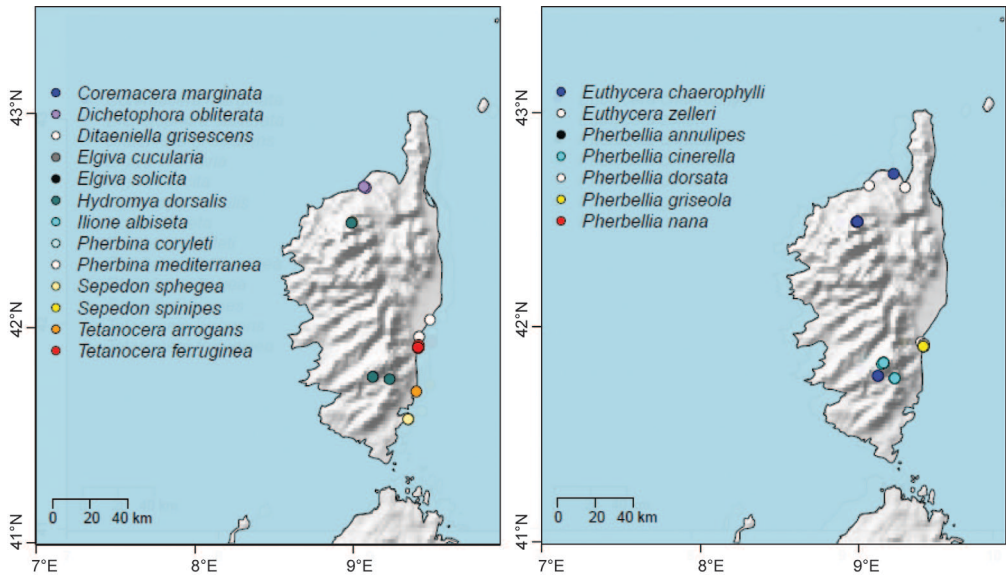 Coremacera marginata
Dichetophora obliterata
Ditaeniella grisescens
Elgiva cucularia
Elgiva solicita
Hydromya dorsalis
Ilione albiseta
Pherbina coryleti
Pherbina mediterranea
Sepedon sphegea
Sepedon spinipes
Tetanocera arrogans
Tetanocera ferruginea
43°N
42°N
41°N
0 20 40 km
7°E 8°E 9°E
Euthycera chaerophylli
Euthycera zelleri
Pherbellia annulipes
Pherbellia cinerella
Pherbellia dorsata
Pherbellia griseola
Pherbellia nana
43°N
42°N
41°N
0 20 40 km
7°E 8°E 9°E